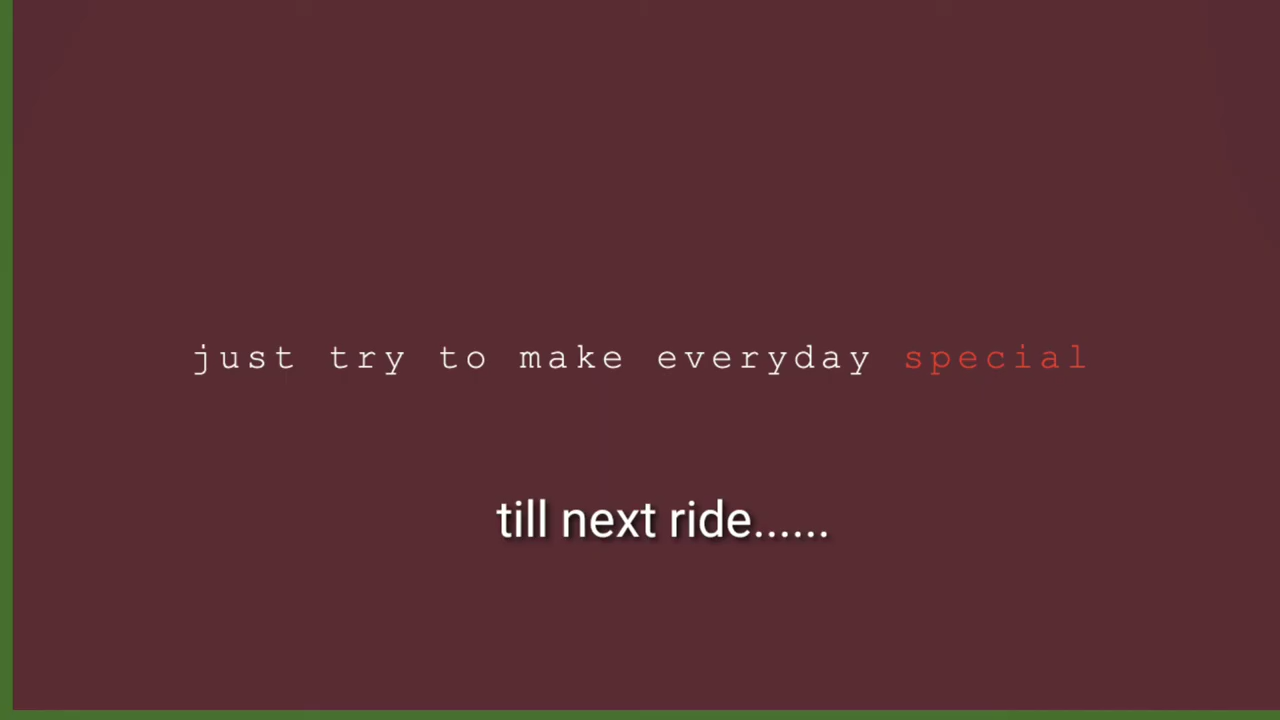 just try to make everyday special
till next ride......